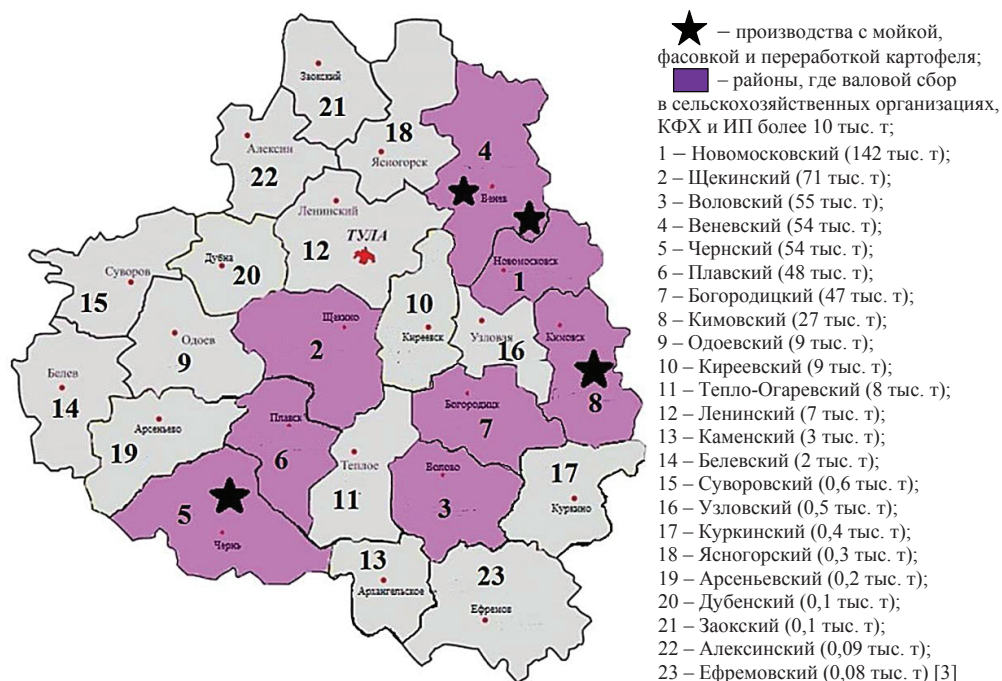 Заокский
21
18
Алексин
22
Ясногорск
4
Венев
Ленинский
ТУЛА
12
Дубна
20
Новомосковск
1
Суворов
15
10
Щекино
Киреевск
Узловая
16
Кимовск
Одоев
9
2
Белев
14
8
Богородицк
7
Плавск
6
Арсеньево
19
Теплое
11
Волово
3
17
Куркино
5
Чернь
13
Архангельское
23
Ефремов
– производства с мойкой,
фасовкой и переработкой картофеля;
– районы, где валовой сбор
в сельскохозяйственных организациях,
КФХ и ИП более 10 тыс. т;
1 – Новомосковский (142 тыс. т);
2 – Щекинский (71 тыс. т);
3 – Воловский (55 тыс. т);
4 – Веневский (54 тыс. т);
5 – Чернский (54 тыс. т);
6 – Плавский (48 тыс. т);
7 – Богородицкий (47 тыс. т);
8 – Кимовский (27 тыс. т);
9 – Одоевский (9 тыс. т);
10 – Киреевский (9 тыс. т);
11 – Тепло-Огаревский (8 тыс. т);
12 – Ленинский (7 тыс. т);
13 – Каменский (3 тыс. т);
14 – Белевский (2 тыс. т);
15 – Суворовский (0,6 тыс. т);
16 – Узловский (0,5 тыс. т);
17 – Куркинский (0,4 тыс. т);
18 – Ясногорский (0,3 тыс. т);
19 – Арсеньевский (0,2 тыс. т);
20 – Дубенский (0,1 тыс. т);
21 – Заокский (0,1 тыс. т);
22 – Алексинский (0,09 тыс. т);
23 – Ефремовский (0,08 тыс. т) [3]